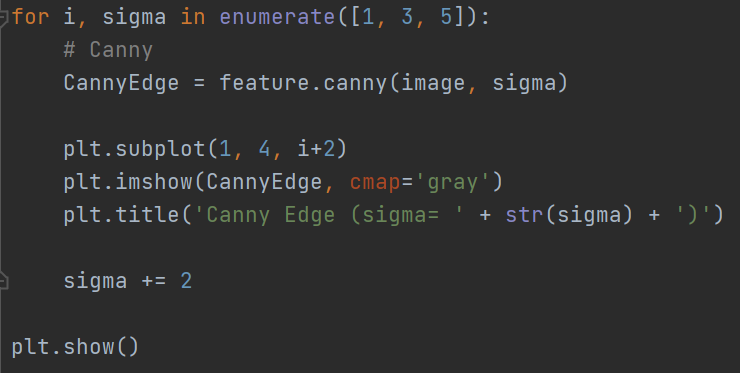 for i, sigma in enumerate([1, 3, 5]):
    # Canny
    CannyEdge = feature.canny(image, sigma)

    plt.subplot(1, 4, i+2)
    plt.imshow(CannyEdge, cmap='gray')
    plt.title('Canny Edge (sigma= ' + str(sigma) + ')')

    sigma += 2

plt.show()